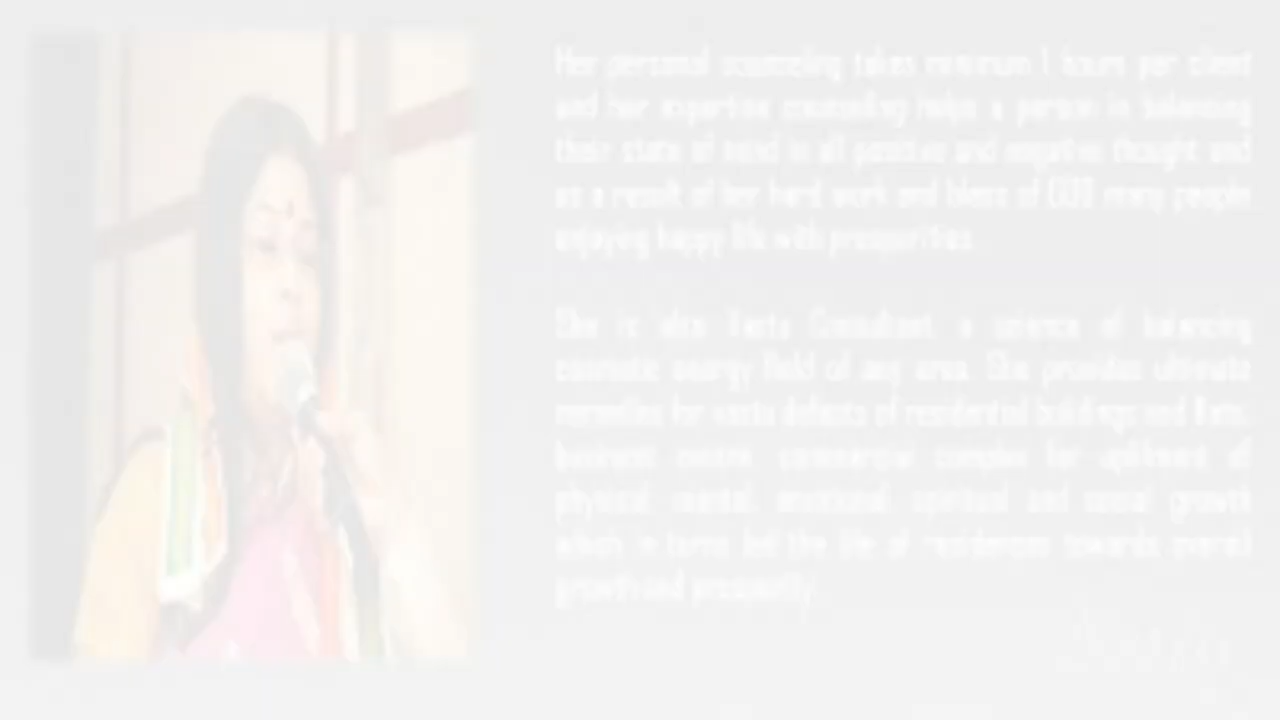 Her personal counseling takes minimum 1 hours per client
and her expertise counseling helps a person in balancing
their state of mind in all positive and negative thought and
as a result of her hard work and bless of GOD many people
enjoying happy life with prosperities.
She is also Vastu Consultant, a science of balancing
cosmetic energy field of any area. She provides ultimate
remedies for vastu defects of residential buildings and flats,
business commercial complex for upliftment of
physical, mental, emotional, spiritual and social growth
which in turns led the life of residences towards overall
growth and prosperity.